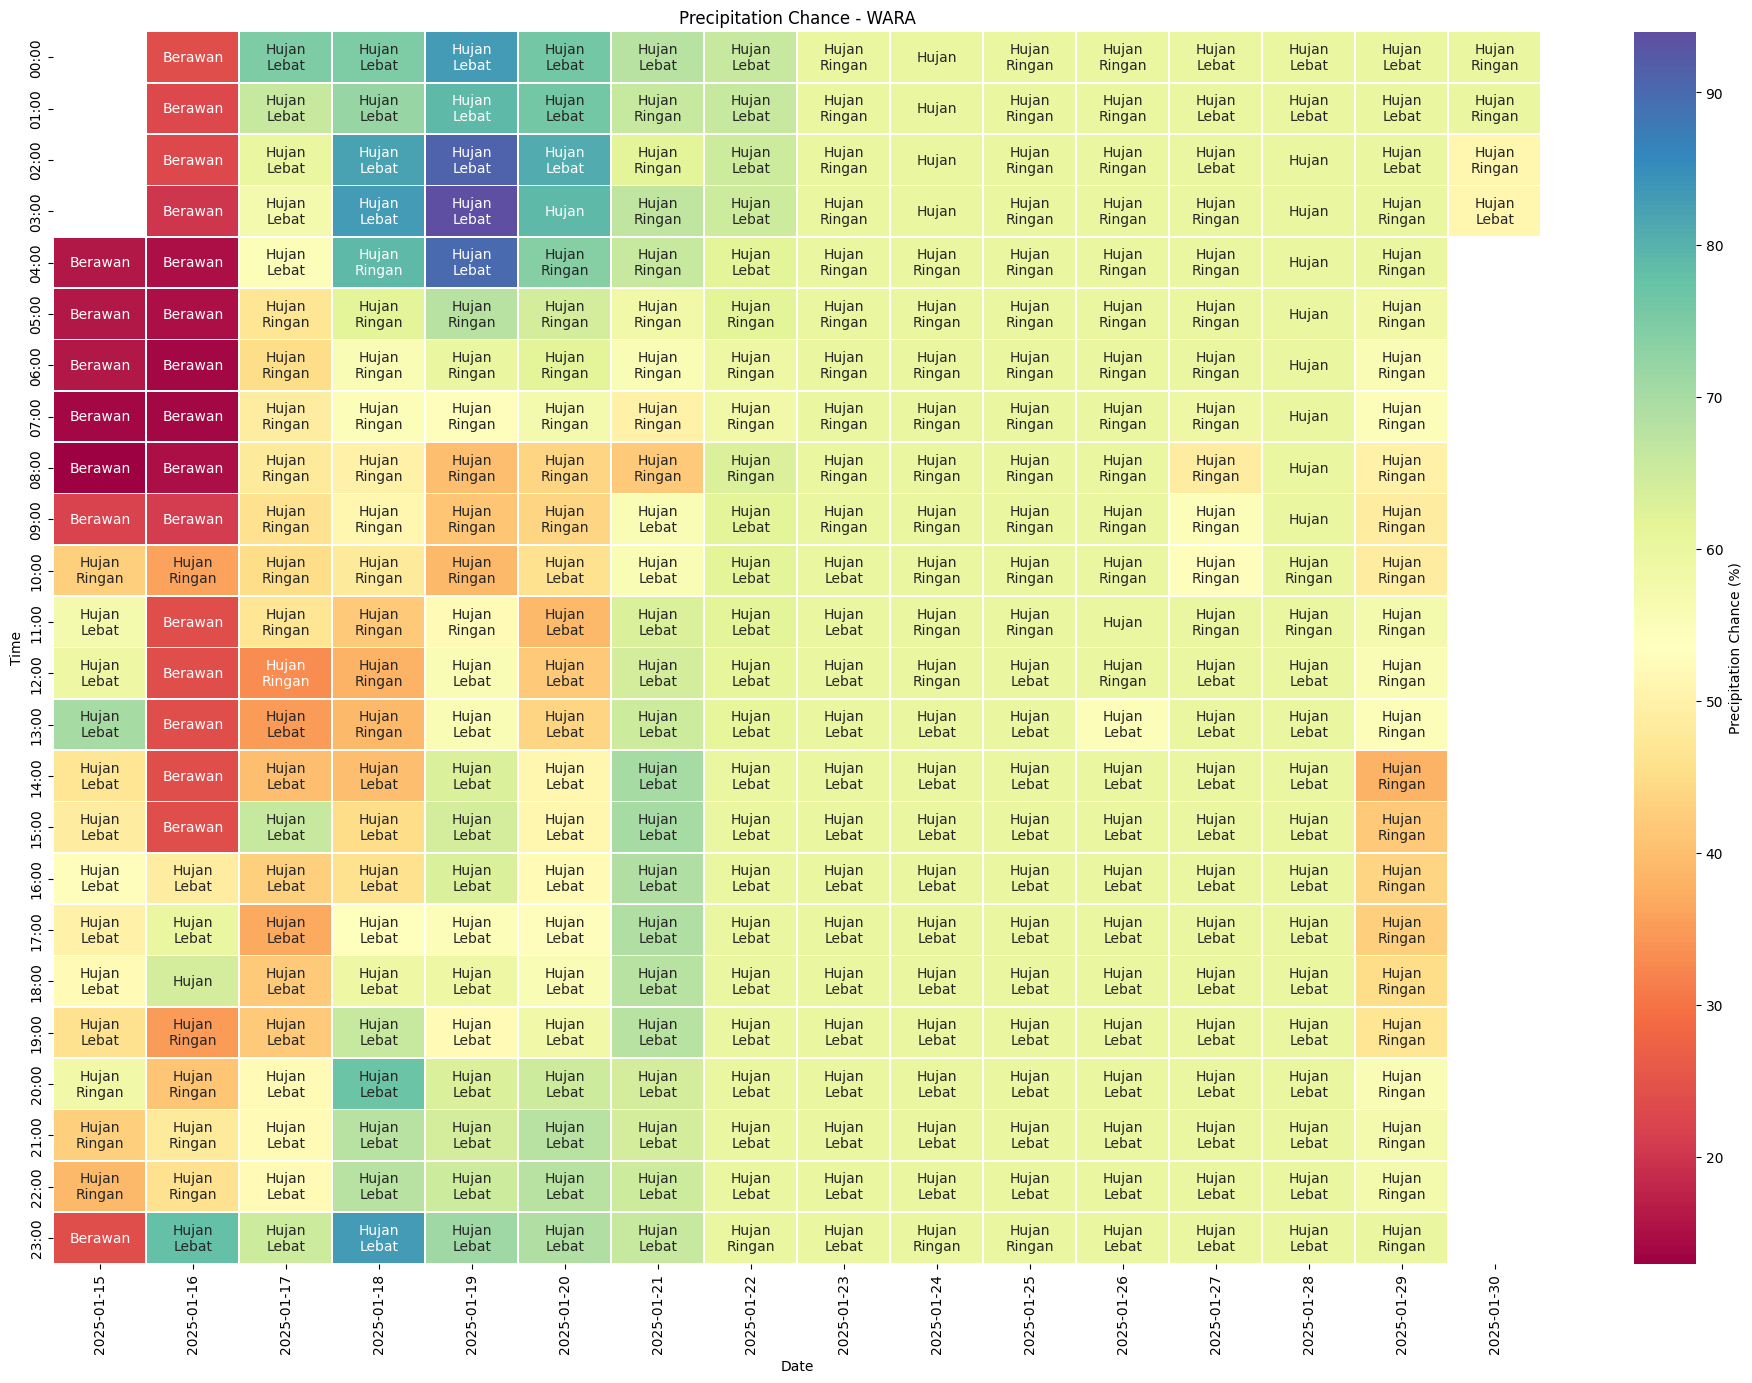 Precipitation Chance - WARA
Time
00:00 Berawan Hujan Lebat Hujan Lebat Hujan Lebat Hujan Lebat Hujan Lebat Hujan Lebat Hujan Ringan Hujan Hujan Ringan Hujan Ringan Hujan Lebat Hujan Lebat Hujan Lebat Hujan Ringan
01:00 Berawan Hujan Lebat Hujan Lebat Hujan Lebat Hujan Lebat Hujan Ringan Hujan Lebat Hujan Ringan Hujan Hujan Ringan Hujan Ringan Hujan Lebat Hujan Lebat Hujan Lebat Hujan Ringan
02:00 Berawan Hujan Lebat Hujan Lebat Hujan Lebat Hujan Lebat Hujan Ringan Hujan Lebat Hujan Ringan Hujan Hujan Ringan Hujan Ringan Hujan Lebat Hujan Hujan Lebat Hujan Ringan
03:00 Berawan Hujan Lebat Hujan Lebat Hujan Lebat Hujan Hujan Ringan Hujan Lebat Hujan Ringan Hujan Hujan Ringan Hujan Ringan Hujan Ringan Hujan Hujan Ringan Hujan Lebat
04:00 Berawan Berawan Hujan Lebat Hujan Ringan Hujan Lebat Hujan Ringan Hujan Ringan Hujan Lebat Hujan Ringan Hujan Ringan Hujan Ringan Hujan Ringan Hujan Ringan Hujan Hujan Ringan
05:00 Berawan Berawan Hujan Ringan Hujan Ringan Hujan Ringan Hujan Ringan Hujan Ringan Hujan Ringan Hujan Ringan Hujan Ringan Hujan Ringan Hujan Ringan Hujan Ringan Hujan Hujan Ringan
06:00 Berawan Berawan Hujan Ringan Hujan Ringan Hujan Ringan Hujan Ringan Hujan Ringan Hujan Ringan Hujan Ringan Hujan Ringan Hujan Ringan Hujan Ringan Hujan Ringan Hujan Hujan Ringan
07:00 Berawan Berawan Hujan Ringan Hujan Ringan Hujan Ringan Hujan Ringan Hujan Ringan Hujan Ringan Hujan Ringan Hujan Ringan Hujan Ringan Hujan Ringan Hujan Ringan Hujan Hujan Ringan
08:00 Berawan Berawan Hujan Ringan Hujan Ringan Hujan Ringan Hujan Ringan Hujan Ringan Hujan Ringan Hujan Ringan Hujan Ringan Hujan Ringan Hujan Ringan Hujan Ringan Hujan Hujan Ringan
09:00 Berawan Berawan Hujan Ringan Hujan Ringan Hujan Ringan Hujan Ringan Hujan Lebat Hujan Lebat Hujan Ringan Hujan Ringan Hujan Ringan Hujan Ringan Hujan Ringan Hujan Hujan Ringan
10:00 Hujan Ringan Hujan Ringan Hujan Ringan Hujan Ringan Hujan Ringan Hujan Lebat Hujan Lebat Hujan Lebat Hujan Lebat Hujan Ringan Hujan Ringan Hujan Ringan Hujan Ringan Hujan Ringan Hujan Ringan
11:00 Hujan Lebat Berawan Hujan Ringan Hujan Ringan Hujan Ringan Hujan Lebat Hujan Lebat Hujan Lebat Hujan Lebat Hujan Ringan Hujan Ringan Hujan Hujan Ringan Hujan Ringan Hujan Ringan
12:00 Hujan Lebat Berawan Hujan Ringan Hujan Ringan Hujan Lebat Hujan Lebat Hujan Lebat Hujan Lebat Hujan Lebat Hujan Ringan Hujan Lebat Hujan Ringan Hujan Lebat Hujan Lebat Hujan Ringan
13:00 Hujan Lebat Berawan Hujan Lebat Hujan Ringan Hujan Lebat Hujan Lebat Hujan Lebat Hujan Lebat Hujan Lebat Hujan Lebat Hujan Lebat Hujan Lebat Hujan Lebat Hujan Lebat Hujan Ringan
14:00 Hujan Lebat Berawan Hujan Lebat Hujan Lebat Hujan Lebat Hujan Lebat Hujan Lebat Hujan Lebat Hujan Lebat Hujan Lebat Hujan Lebat Hujan Lebat Hujan Lebat Hujan Lebat Hujan Ringan
15:00 Hujan Lebat Berawan Hujan Lebat Hujan Lebat Hujan Lebat Hujan Lebat Hujan Lebat Hujan Lebat Hujan Lebat Hujan Lebat Hujan Lebat Hujan Lebat Hujan Lebat Hujan Lebat Hujan Ringan
16:00 Hujan Lebat Hujan Lebat Hujan Lebat Hujan Lebat Hujan Lebat Hujan Lebat Hujan Lebat Hujan Lebat Hujan Lebat Hujan Lebat Hujan Lebat Hujan Lebat Hujan Lebat Hujan Lebat Hujan Ringan
17:00 Hujan Lebat Hujan Lebat Hujan Lebat Hujan Lebat Hujan Lebat Hujan Lebat Hujan Lebat Hujan Lebat Hujan Lebat Hujan Lebat Hujan Lebat Hujan Lebat Hujan Lebat Hujan Lebat Hujan Ringan
18:00 Hujan Lebat Hujan Hujan Lebat Hujan Lebat Hujan Lebat Hujan Lebat Hujan Lebat Hujan Lebat Hujan Lebat Hujan Lebat Hujan Lebat Hujan Lebat Hujan Lebat Hujan Lebat Hujan Ringan
19:00 Hujan Lebat Hujan Ringan Hujan Lebat Hujan Lebat Hujan Lebat Hujan Lebat Hujan Lebat Hujan Lebat Hujan Lebat Hujan Lebat Hujan Lebat Hujan Lebat Hujan Lebat Hujan Lebat Hujan Ringan
20:00 Hujan Ringan Hujan Ringan Hujan Lebat Hujan Lebat Hujan Lebat Hujan Lebat Hujan Lebat Hujan Lebat Hujan Lebat Hujan Lebat Hujan Lebat Hujan Lebat Hujan Lebat Hujan Lebat Hujan Ringan
21:00 Hujan Ringan Hujan Ringan Hujan Lebat Hujan Lebat Hujan Lebat Hujan Lebat Hujan Lebat Hujan Lebat Hujan Lebat Hujan Lebat Hujan Lebat Hujan Lebat Hujan Lebat Hujan Lebat Hujan Ringan
22:00 Hujan Ringan Hujan Ringan Hujan Lebat Hujan Lebat Hujan Lebat Hujan Lebat Hujan Lebat Hujan Lebat Hujan Lebat Hujan Lebat Hujan Lebat Hujan Lebat Hujan Lebat Hujan Lebat Hujan Ringan
23:00 Berawan Hujan Lebat Hujan Lebat Hujan Lebat Hujan Lebat Hujan Lebat Hujan Lebat Hujan Ringan Hujan Lebat Hujan Ringan Hujan Ringan Hujan Lebat Hujan Lebat Hujan Lebat Hujan Ringan
2025-01-15 2025-01-16 2025-01-17 2025-01-18 2025-01-19 2025-01-20 2025-01-21 2025-01-22 2025-01-23 2025-01-24 2025-01-25 2025-01-26 2025-01-27 2025-01-28 2025-01-29 2025-01-30
Date
90
80
70
60
50
40
30
20
Precipitation Chance (%)